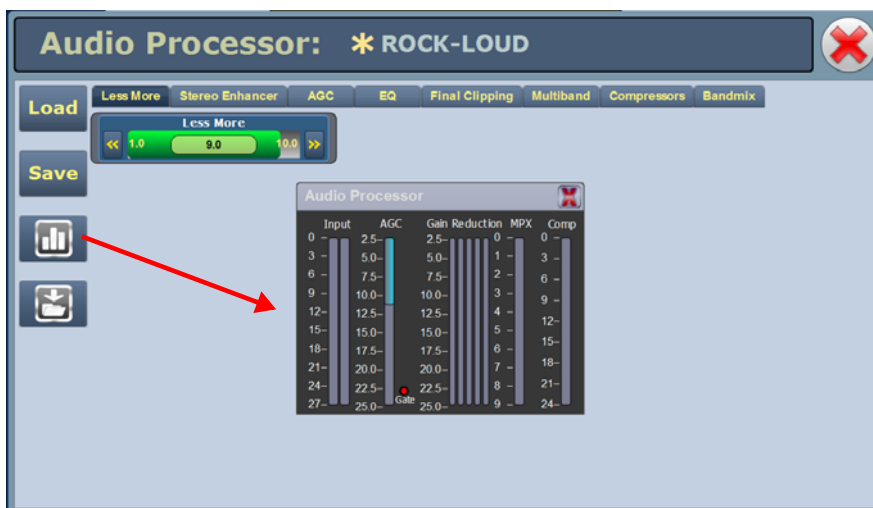 Audio Processor: * ROCK-LOUD
Load
Save
Less More Stereo Enhancer AGC EQ Final Clipping Multiband Compressors Bandmix
Less More
<< 1.0 9.0 10.0 >>
Audio Processor
Input AGC Gain Reduction MPX Comp
0 2.5 2.5 0 0
3 5.0 5.0 1 3
6 7.5 7.5 2 6
9 10.0 10.0 3 9
12 12.5 12.5 4 12
15 15.0 15.0 5 15
18 17.5 17.5 6 18
21 20.0 20.0 7 21
24 22.5 22.5 8 24
27 25.0 Gate 25.0 9